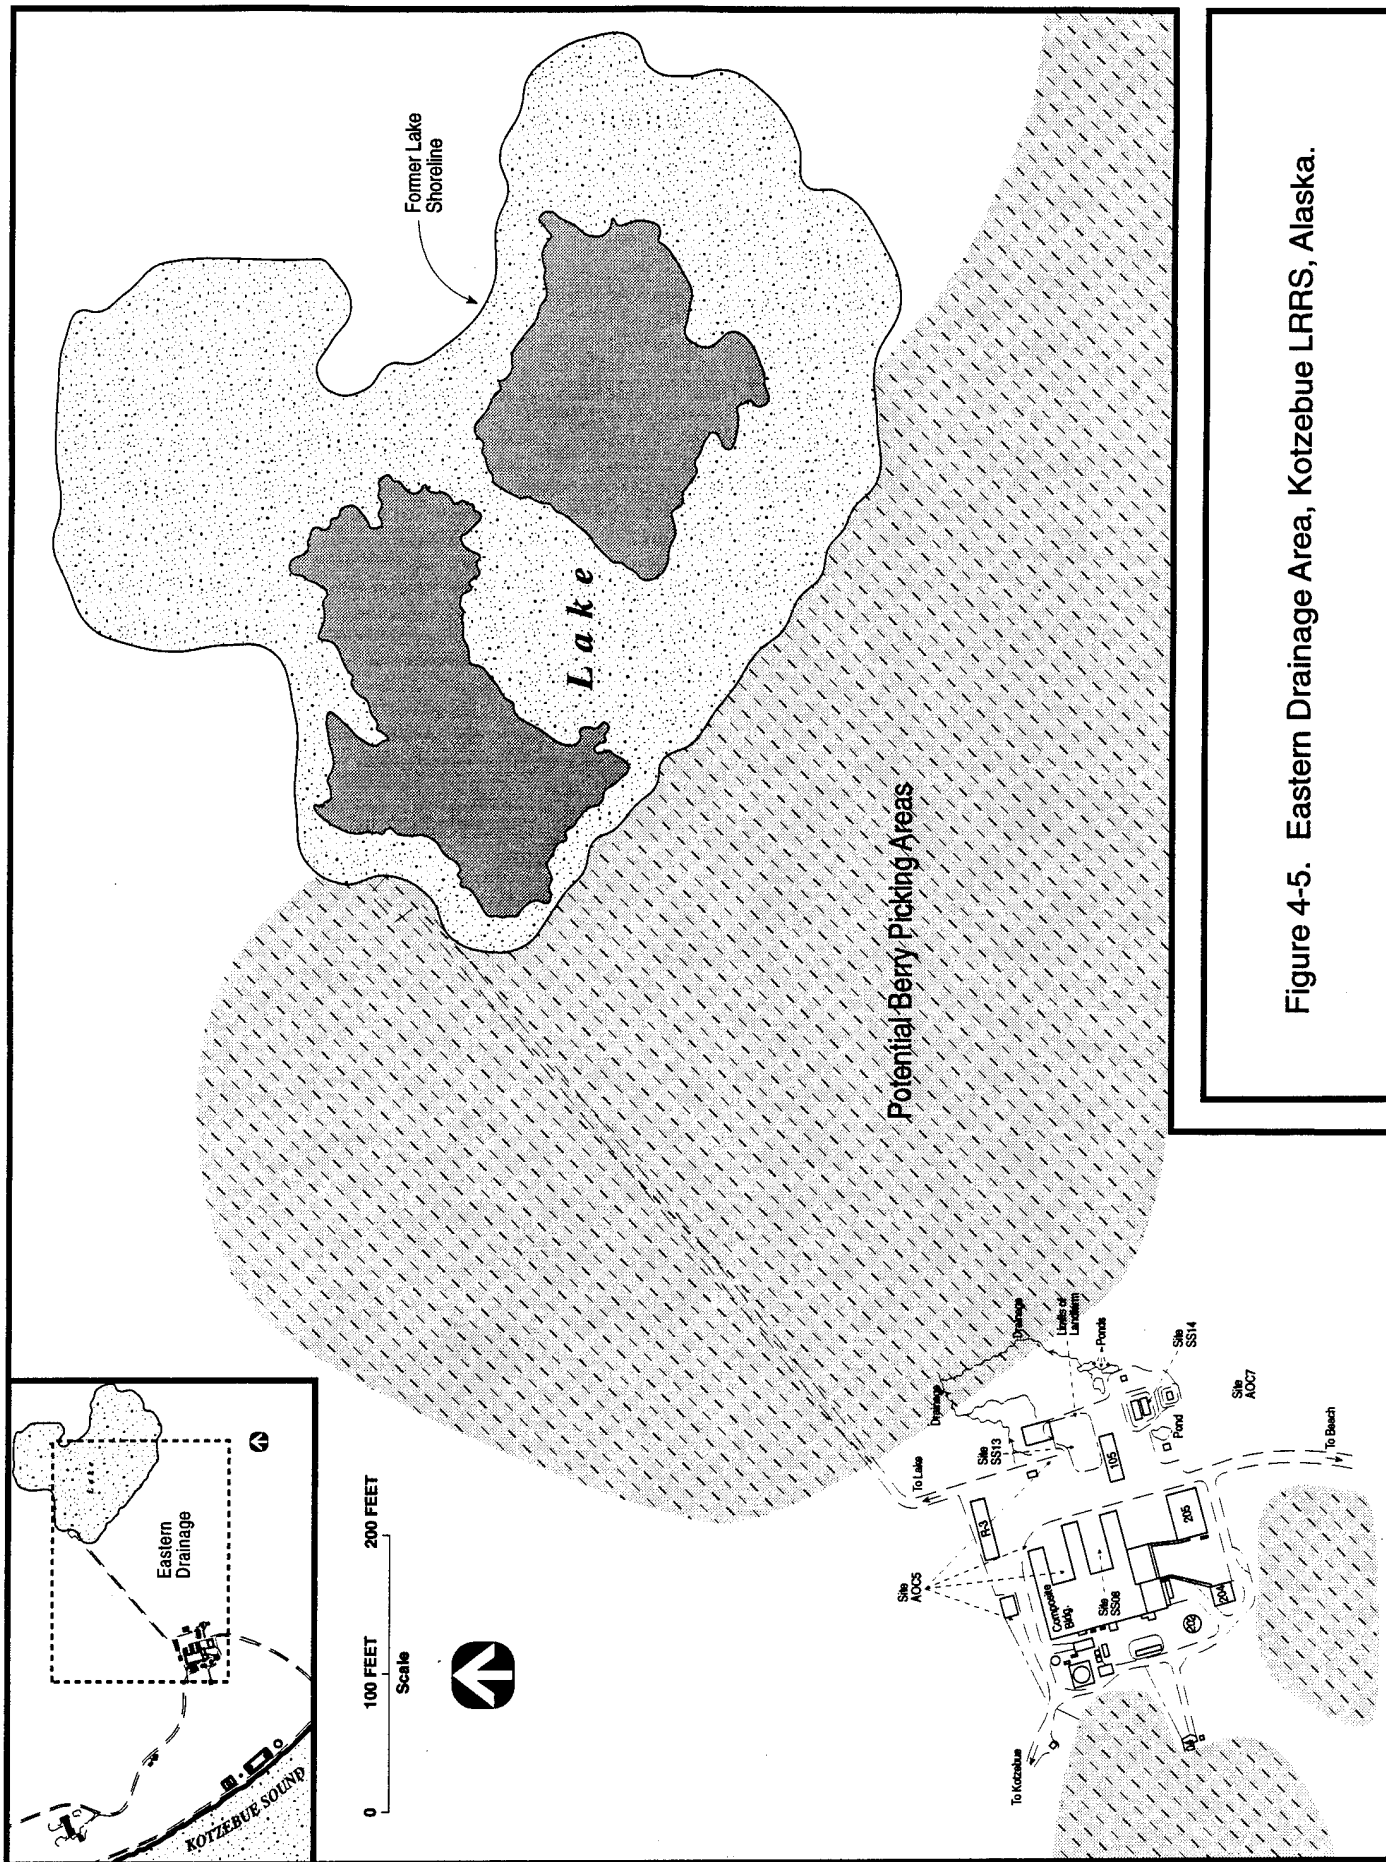 Lake
Eastern
Drainage
KOTZEBUE SOUND
0
100 FEET
200 FEET
Scale
Former Lake
Shoreline
Lake
Potential Berry Picking Areas
To Kotzebue
Site
AOC5
To Lake
R-3
Composite
Bldg.
Site
SS08
Site
SS13
Drainage
Drainage
Limits of
Landfarm
Ponds
105
Site
SS14
Pond
205
204
202
Site
AOC7
To Beach
Figure 4-5. Eastern Drainage Area, Kotzebue LRRS, Alaska.